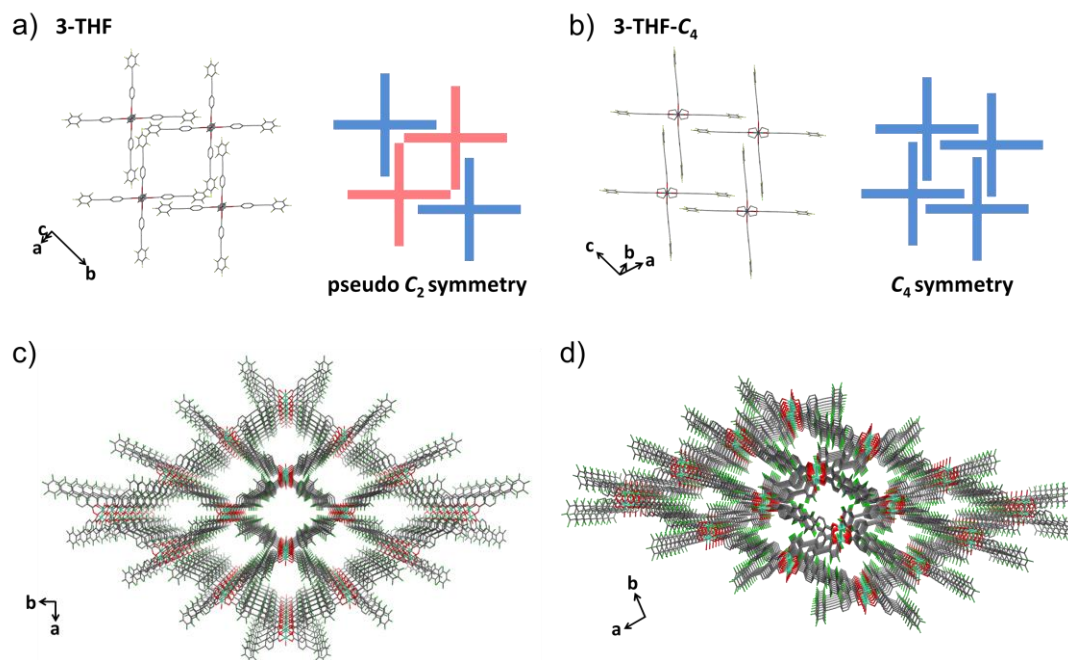 a) 3-THF
b) 3-THF-C4
c
a
b
pseudo C2 symmetry
c
b
a
C4 symmetry
c)
d)
b
a
b
a